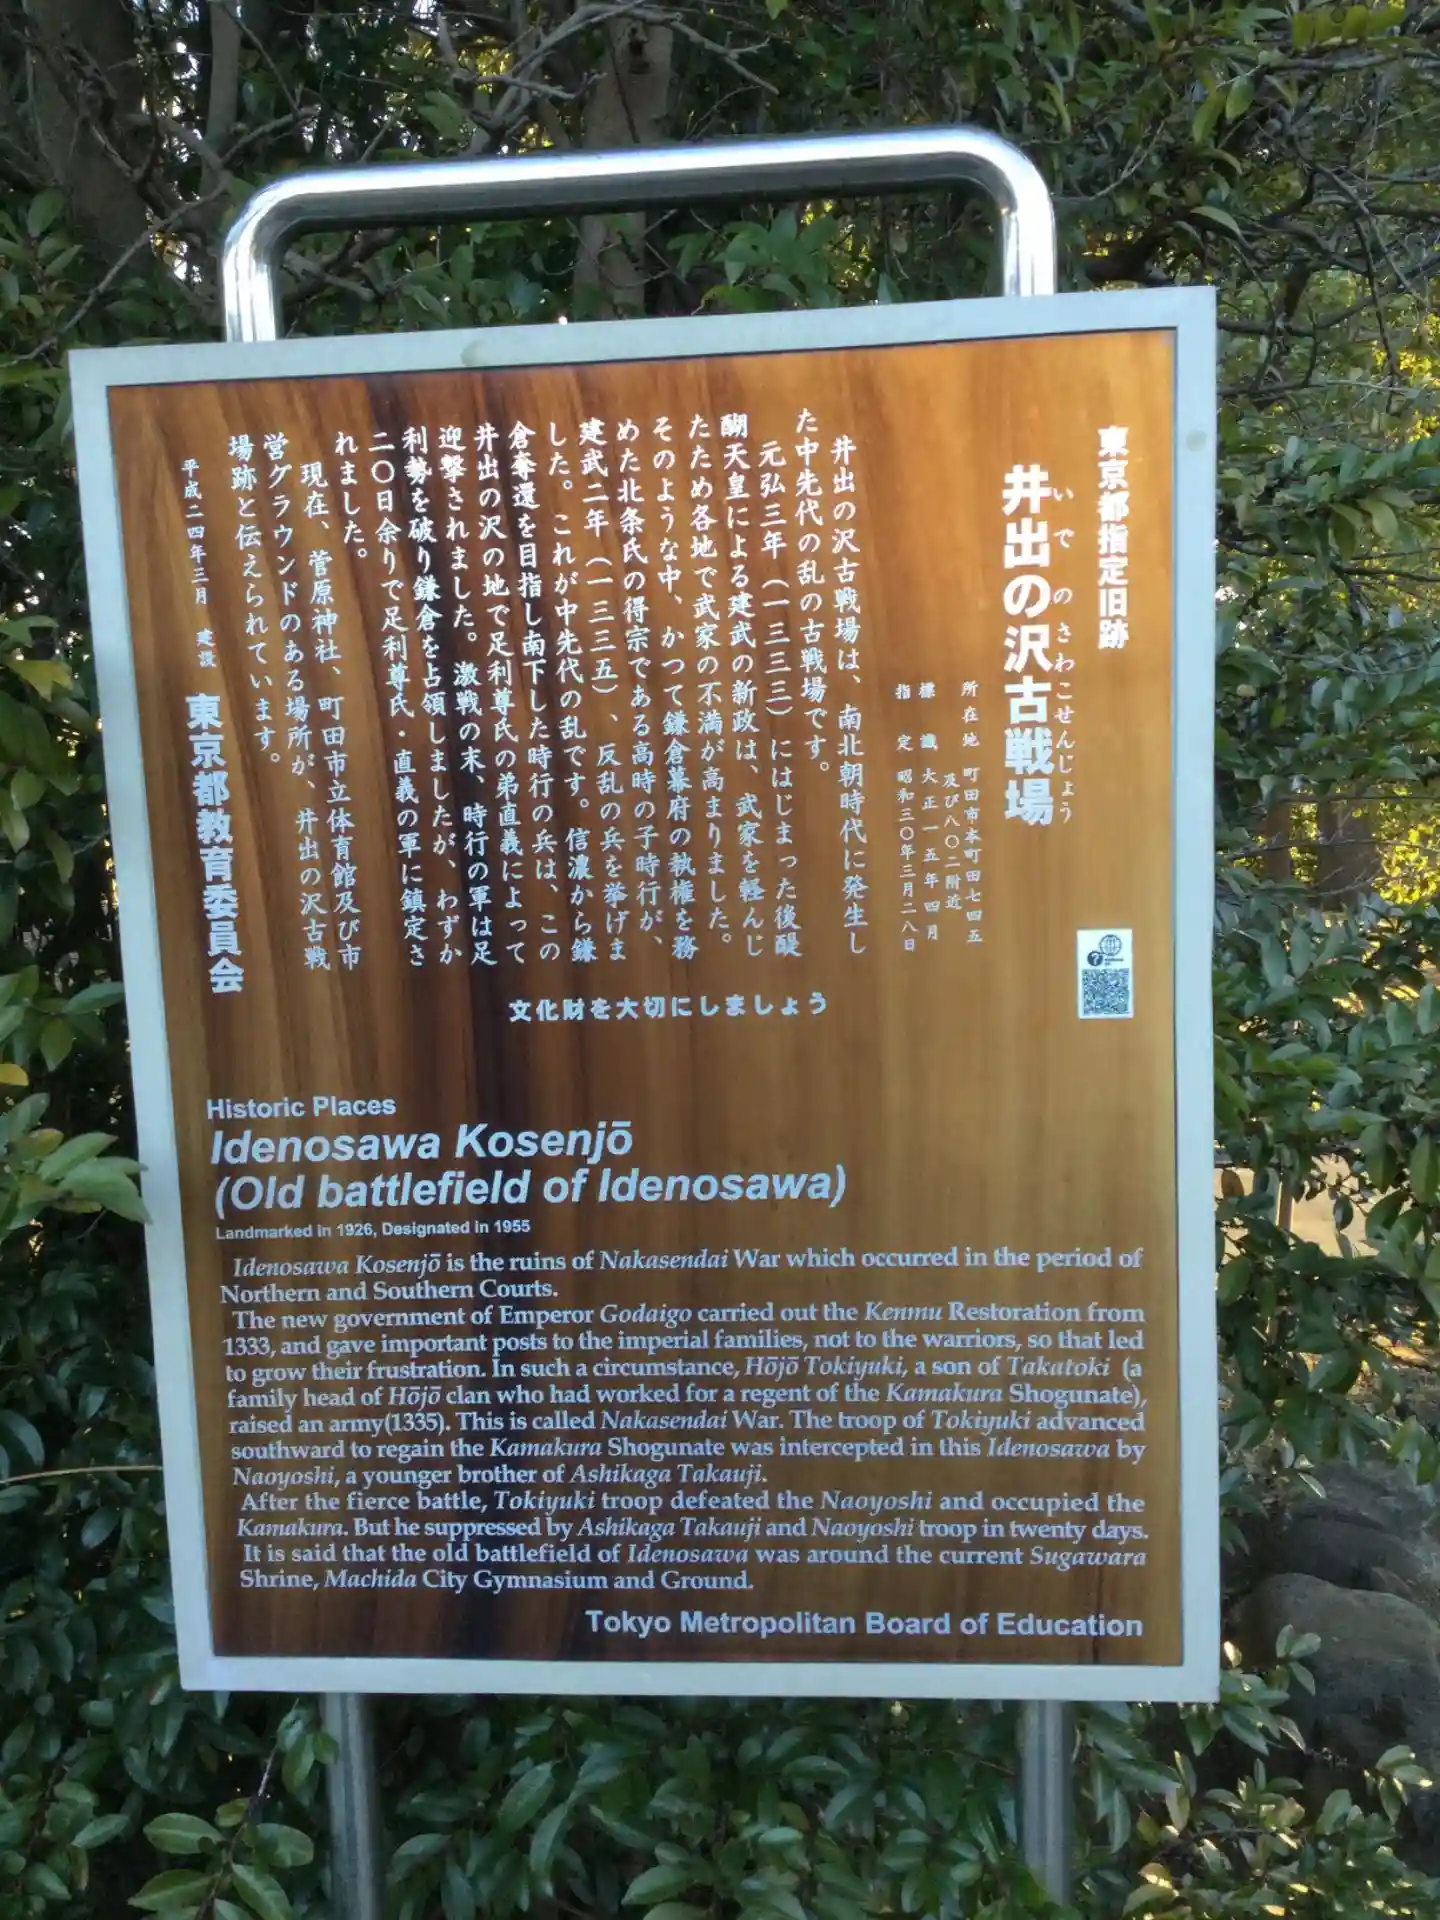 東京都指定旧跡
井出の沢古戦場
いでのさわこせんじょう
所在地 町田市本町田七四五
及び八〇二附近
標識 大正一五年四月
指定 昭和三〇年三月二八日
井出の沢古戦場は、南北朝時代に発生し
た中先代の乱の古戦場です。
元弘三年（一三三三）にはじまった後醍
醐天皇による建武の新政は、武家を軽んじ
たため各地で武家の不満が高まりました。
そのような中、かつて鎌倉幕府の執権を務
めた北条氏の得宗である高時の子時行が、
建武二年（一三三五）、反乱の兵を挙げま
した。これが中先代の乱です。信濃から鎌
倉奪還を目指し南下した時行の兵は、この
井出の沢の地で足利尊氏の弟直義によって
迎撃されました。激戦の末、時行の軍は足
利勢を破り鎌倉を占領しましたが、わずか
二〇日余りで足利尊氏・直義の軍に鎮定さ
れました。
現在、菅原神社、町田市立体育館及び市
営グラウンドのある場所が、井出の沢古戦
場跡と伝えられています。
平成二四年三月 建設
東京都教育委員会
文化財を大切にしましょう
Historic Places
Idenosawa Kosenjō
(Old battlefield of Idenosawa)
Landmarked in 1926, Designated in 1955
Idenosawa Kosenjō is the ruins of Nakasendai War which occurred in the period of
Northern and Southern Courts.
The new government of Emperor Godaigo carried out the Kenmu Restoration from
1333, and gave important posts to the imperial families, not to the warriors, so that led
to grow their frustration. In such a circumstance, Hōjō Tokiyuki, a son of Takatoki (a
family head of Hōjō clan who had worked for a regent of the Kamakura Shogunate),
raised an army(1335). This is called Nakasendai War. The troop of Tokiyuki advanced
southward to regain the Kamakura Shogunate was intercepted in this Idenosawa by
Naoyoshi, a younger brother of Ashikaga Takauji.
After the fierce battle, Tokiyuki troop defeated the Naoyoshi and occupied the
Kamakura. But he suppressed by Ashikaga Takauji and Naoyoshi troop in twenty days.
It is said that the old battlefield of Idenosawa was around the current Sugawara
Shrine, Machida City Gymnasium and Ground.
Tokyo Metropolitan Board of Education